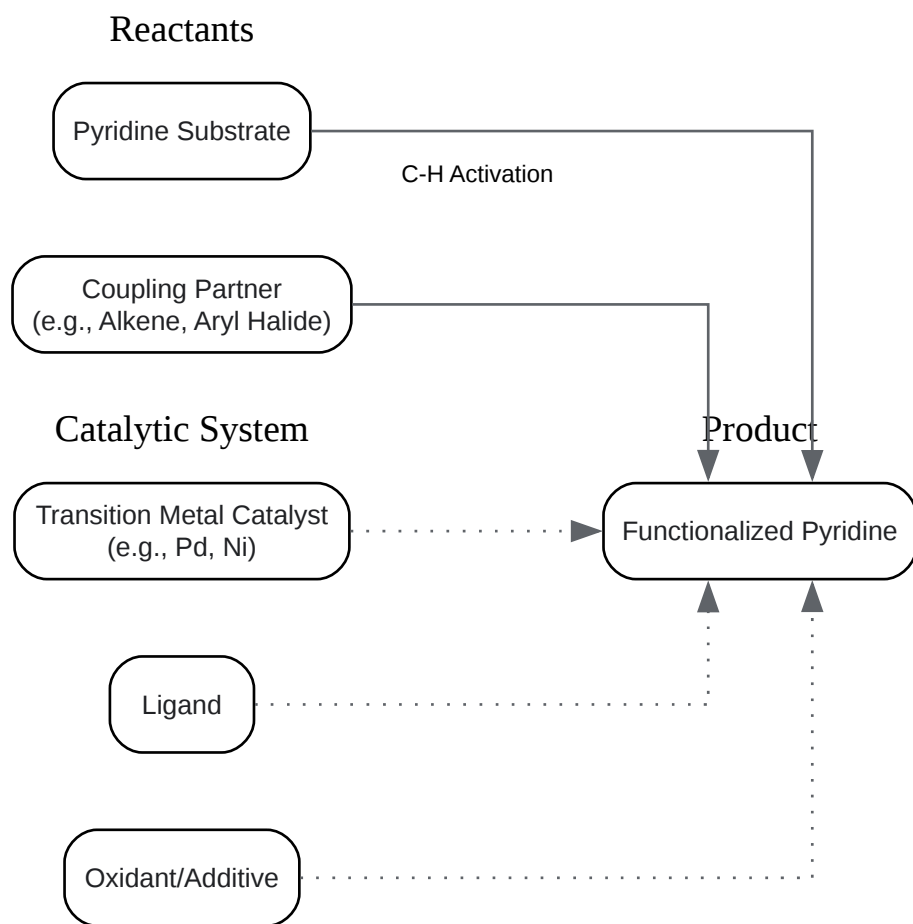 Reactants
Pyridine Substrate
C-H Activation
Coupling Partner
(e.g., Alkene, Aryl Halide)
Catalytic System
Product
Transition Metal Catalyst
(e.g., Pd, Ni)
Functionalized Pyridine
Ligand
Oxidant/Additive